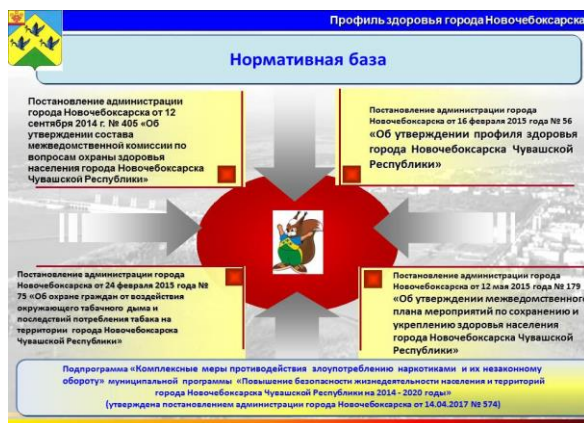 Профиль здоровья города Новочебоксарска
Нормативная база
Постановление администрации
города Новочебоксарска от 12
сентября 2014 г. № 405 «Об
утверждении состава
межведомственной комиссии по
вопросам охраны здоровья
населения города Новочебоксарска
Чувашской Республики»
Постановление администрации города
Новочебоксарска от 16 февраля 2015 года № 56
«Об утверждении профиля здоровья
города Новочебоксарска Чувашской
Республики»
Постановление администрации города
Новочебоксарска от 24 февраля 2015 года №
75 «Об охране граждан от воздействия
окружающего табачного дыма и
последствий потребления табака на
территории города Новочебоксарска
Чувашской Республики»
Постановление администрации города
Новочебоксарска от 12 мая 2015 года № 179
«Об утверждении межведомственного
плана мероприятий по сохранению и
укреплению здоровья населения
города Новочебоксарска
Чувашской Республики»
Подпрограмма «Комплексные меры противодействия злоупотреблению наркотиками и их незаконному
обороту» муниципальной программы «Повышение безопасности жизнедеятельности населения и территорий
города Новочебоксарска Чувашской Республики на 2014 - 2020 годы»
(утверждена постановлением администрации города Новочебоксарска от 14.04.2017 № 574)